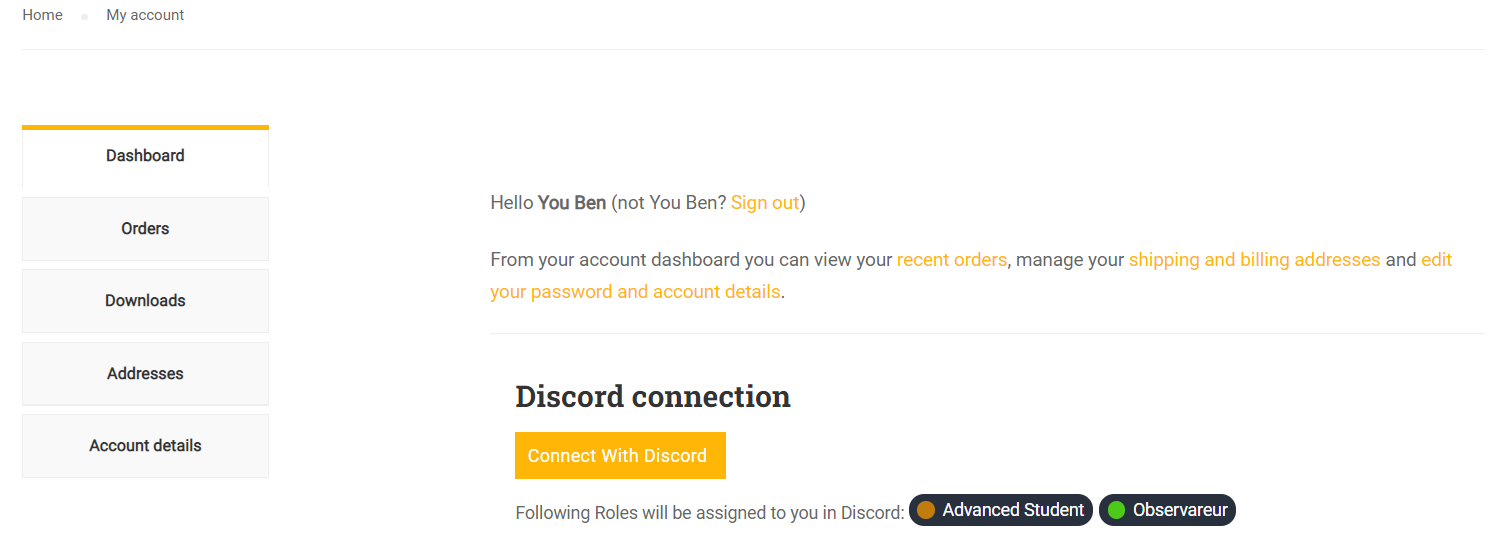 Home
My account
Dashboard
Orders
Downloads
Addresses
Account details
Hello You Ben (not You Ben? Sign out)
From your account dashboard you can view your recent orders, manage your shipping and billing addresses and edit
your password and account details.
Discord connection
Connect With Discord
Following Roles will be assigned to you in Discord: Advanced Student Observareur